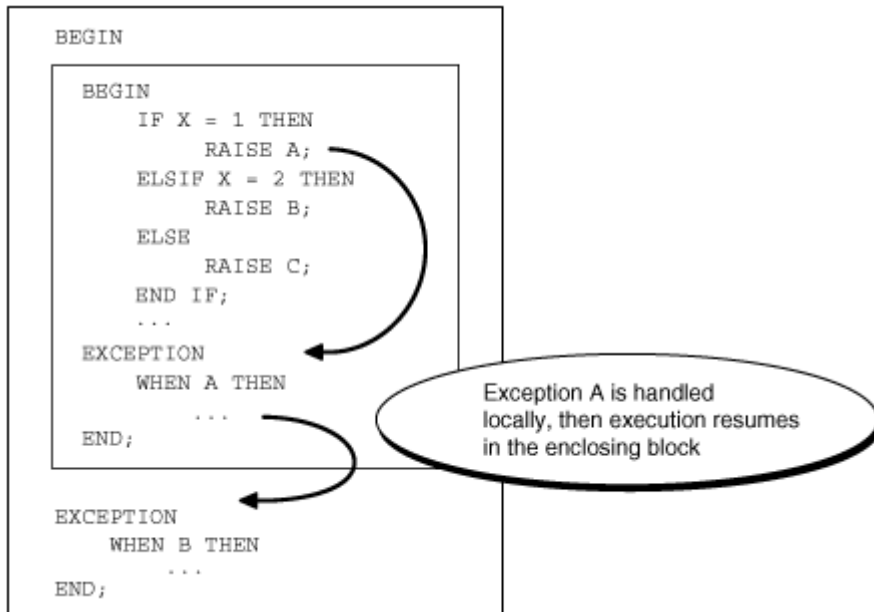 BEGIN
BEGIN
IF X = 1 THEN
RAISE A;
ELSIF X = 2 THEN
RAISE B;
ELSE
RAISE C;
END IF;
...
EXCEPTION
WHEN A THEN
...
END;
Exception A is handled
locally, then execution resumes
in the enclosing block
EXCEPTION
WHEN B THEN
...
END;